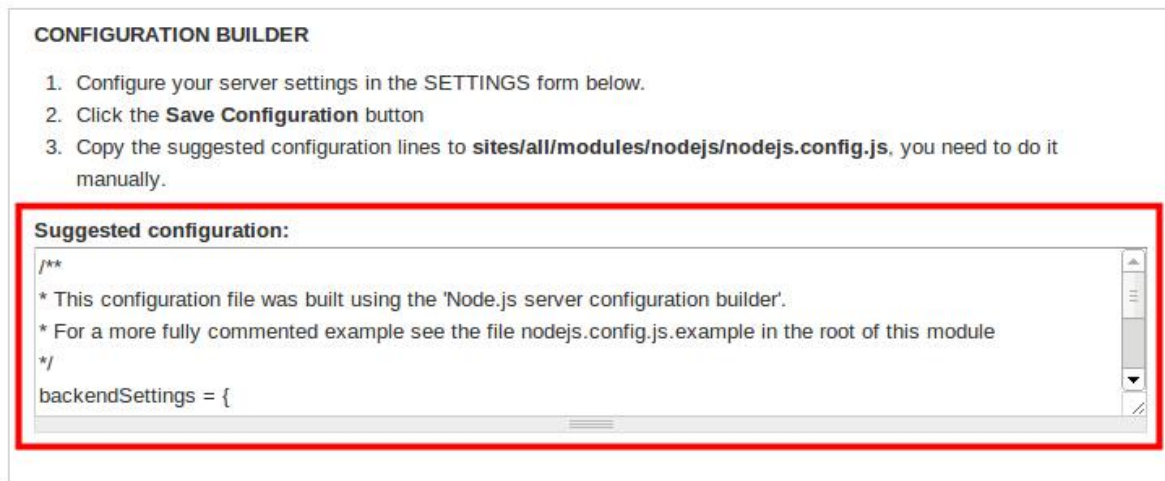 CONFIGURATION BUILDER
1. Configure your server settings in the SETTINGS form below.
2. Click the Save Configuration button
3. Copy the suggested configuration lines to sites/all/modules/nodejs/nodejs.config.js, you need to do it
manually.
Suggested configuration:
/**
* This configuration file was built using the 'Node.js server configuration builder'.
* For a more fully commented example see the file nodejs.config.js.example in the root of this module
*/
backendSettings = {